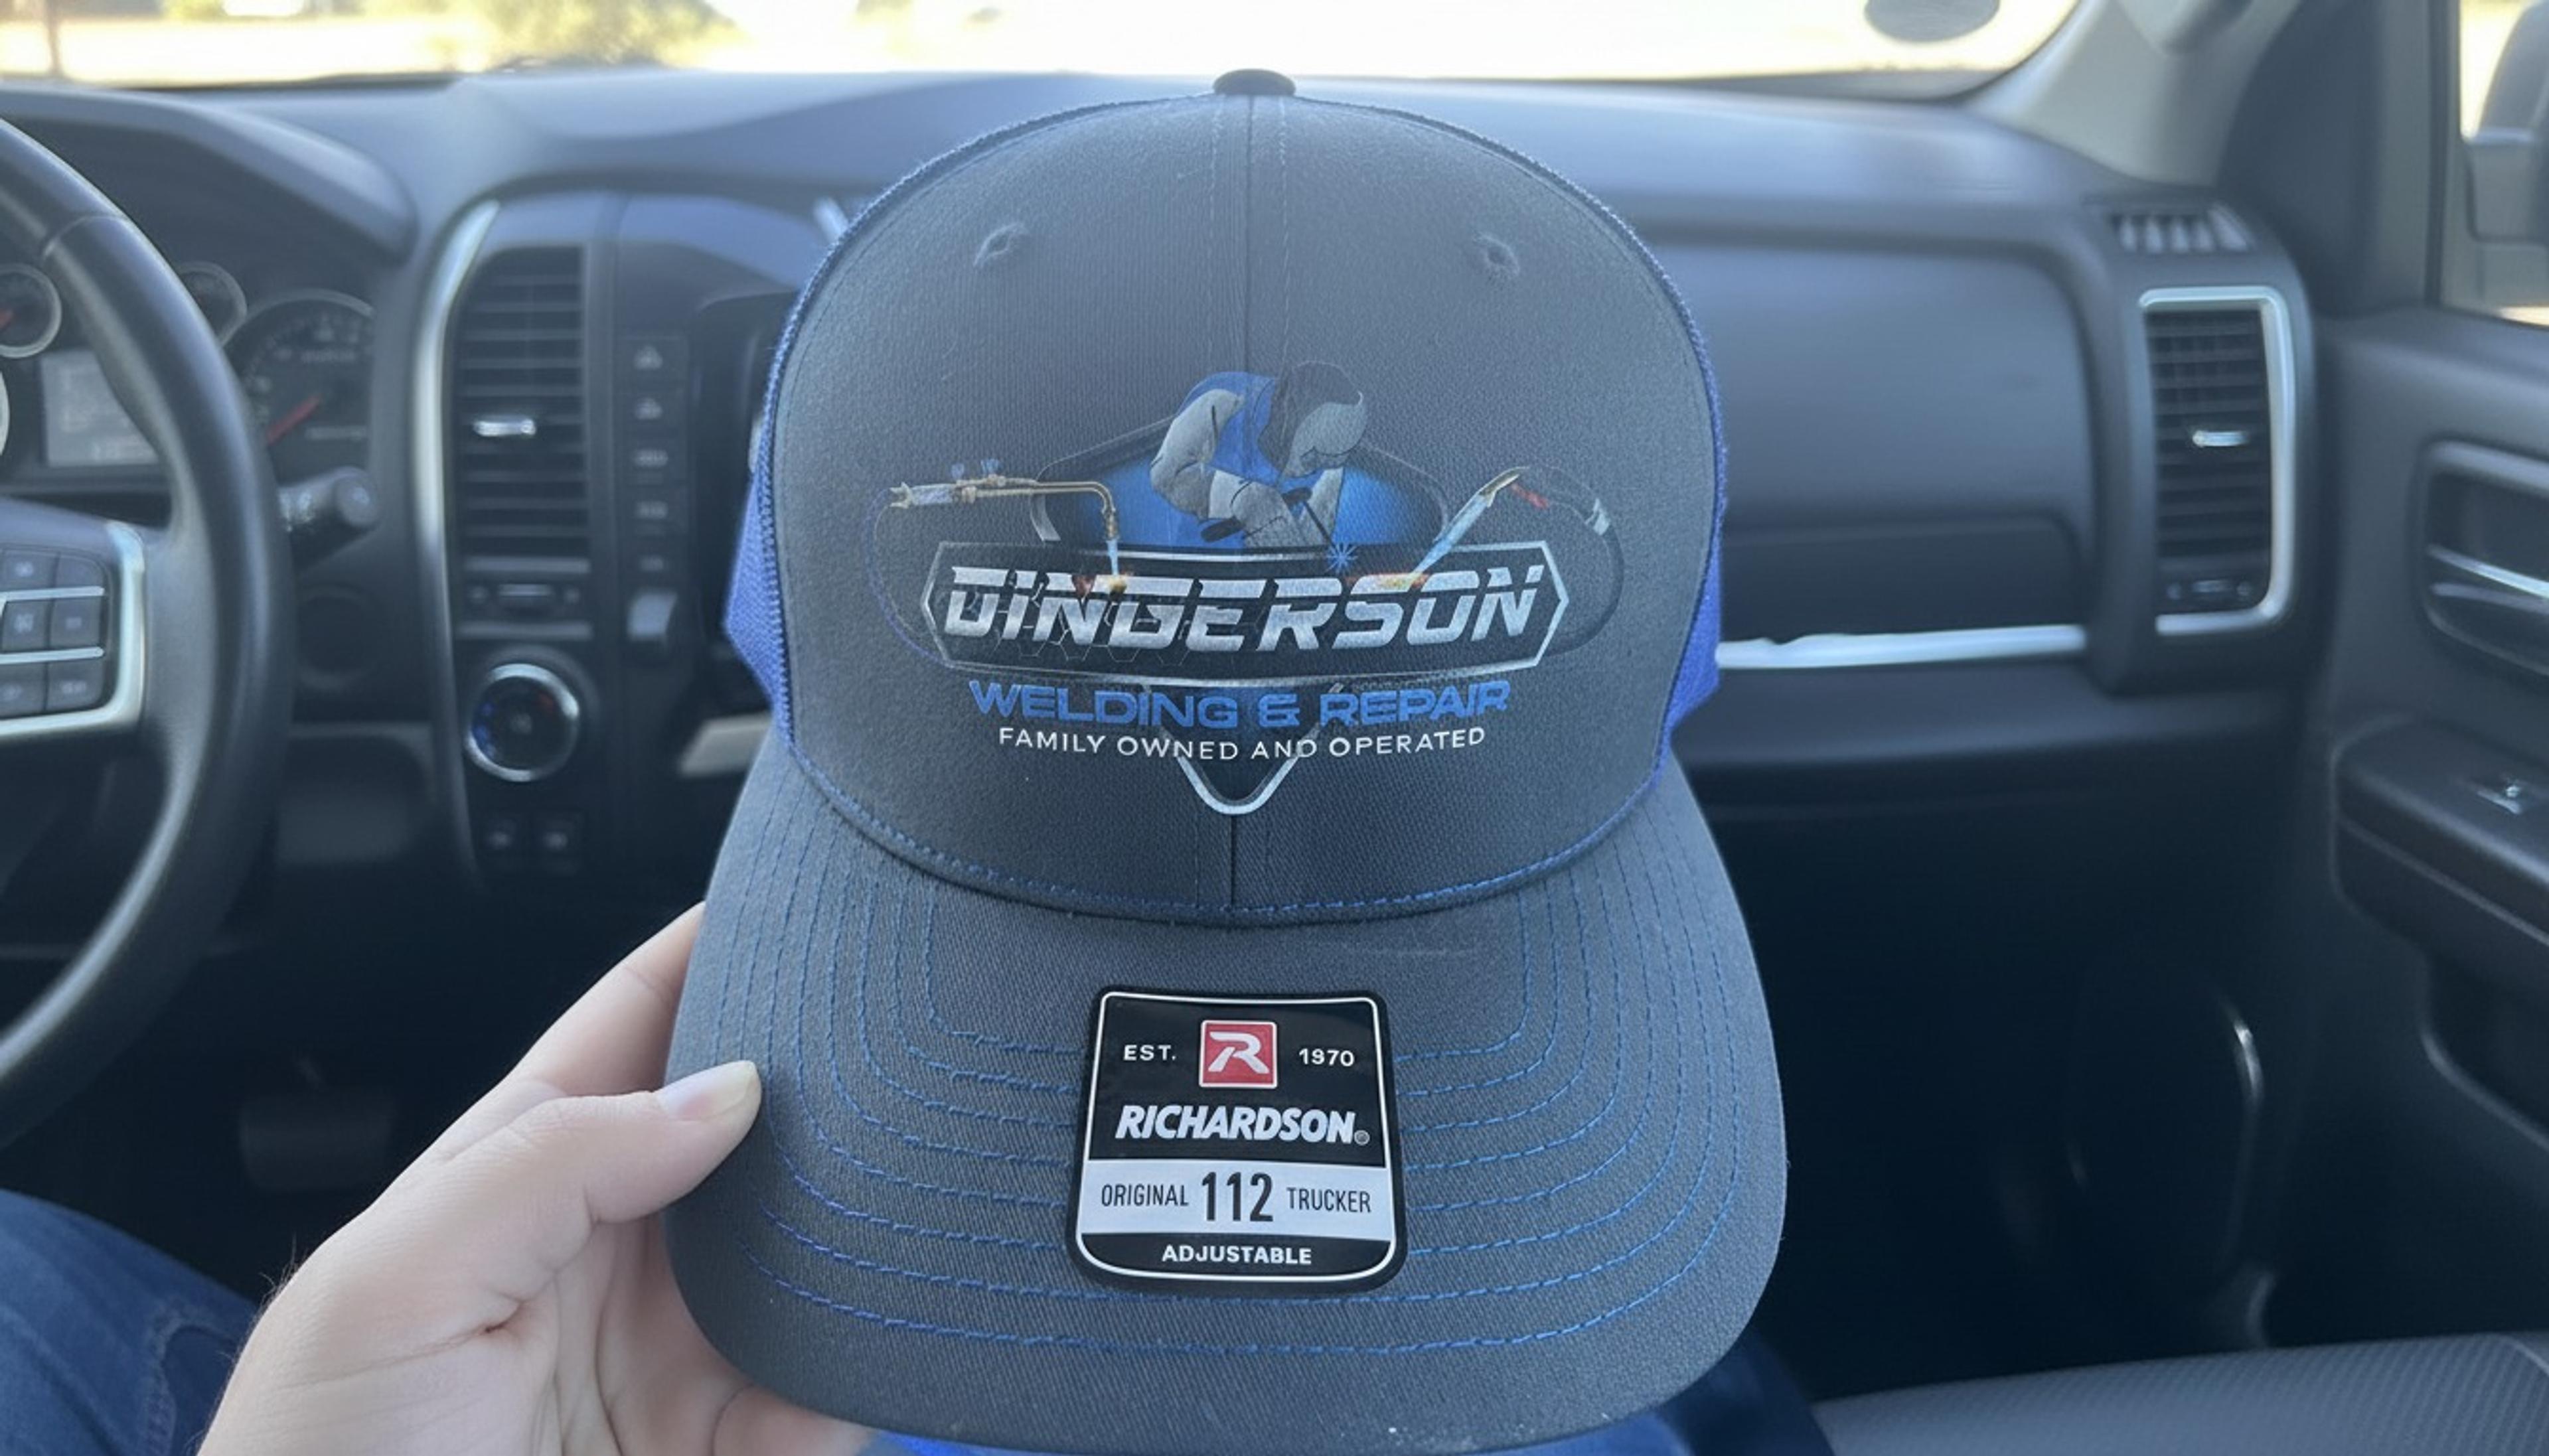 DINGERSON
WELDING & REPAIR
FAMILY OWNED AND OPERATED
EST. R 1970
RICHARDSON®
ORIGINAL 112 TRUCKER
ADJUSTABLE